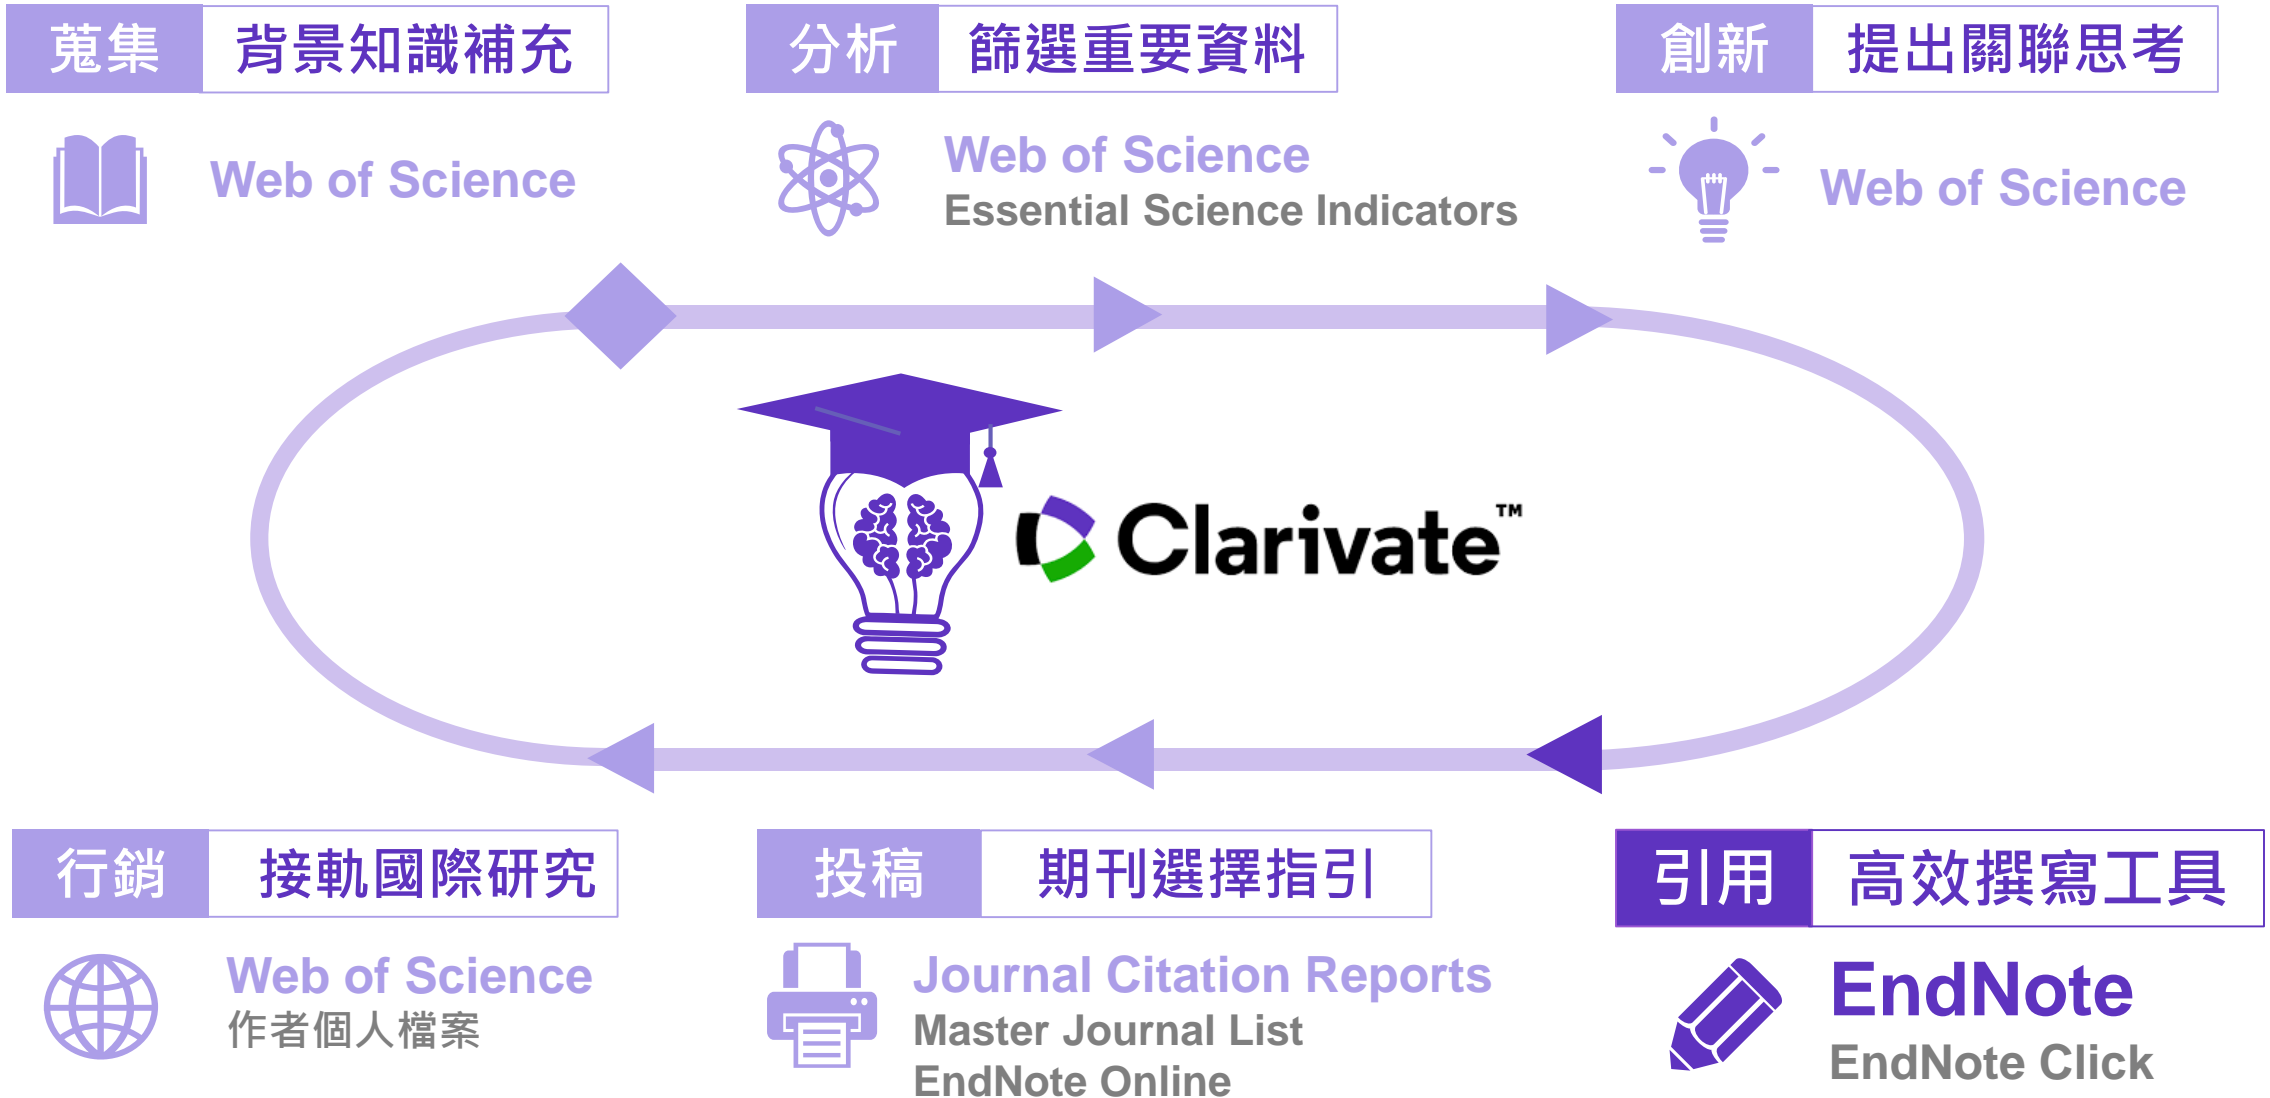 蒐集 背景知識補充
Web of Science
分析 篩選重要資料
Web of Science
Essential Science Indicators
創新 提出關聯思考
Web of Science
Clarivate™
行銷 接軌國際研究
Web of Science
作者個人檔案
投稿 期刊選擇指引
Journal Citation Reports
Master Journal List
EndNote Online
引用 高效撰寫工具
EndNote
EndNote Click